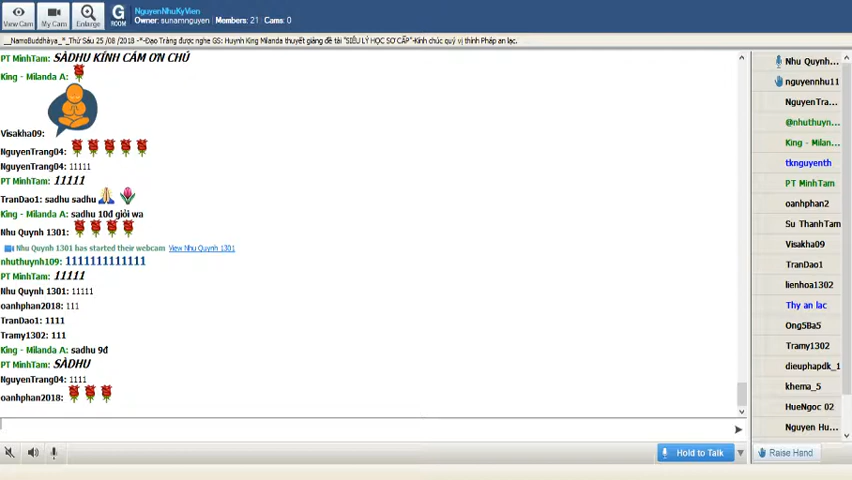 NguyenNhuKyVien
Owner: sunamnguyen | Members: 21 | Cams: 0
View Cam
My Cam
Enlarge
G
ROOM
__NamoBuddhàya_*_Thứ Sáu 25 /08 /2018 -*-Đạo Tràng được nghe GS: Huynh King Milanda thuyết giảng đề tài "SIÊU LÝ HỌC SƠ CẤP"-Kính chúc quý vị thính Pháp an lạc.
PT MinhTam: SÀDHU KÍNH CÁM ƠN CHÚ
King - Milanda A:
Visakha09:
NguyenTrang04:
NguyenTrang04: 11111
PT MinhTam: 11111
TranDao1: sadhu sadhu
King - Milanda A: sadhu 10đ giỏi wa
Nhu Quynh 1301:
Nhu Quynh 1301 has started their webcam View Nhu Quynh 1301
nhuthuynh109: 1111111111111
PT MinhTam: 11111
Nhu Quynh 1301: 11111
oanhphan2018: 111
TranDao1: 1111
Tramy1302: 111
King - Milanda A: sadhu 9đ
PT MinhTam: SÀDHU
NguyenTrang04: 1111
oanhphan2018:
Hold to Talk
Nhu Quynh...
nguyennhu11
NguyenTra...
@nhuthuyn...
King - Milan...
tknguyenth
PT MinhTam
oanhphan2
Su ThanhTam
Visakha09
TranDao1
lienhoa1302
Thy an lac
Ong5Ba5
Tramy1302
dieuphapdk_1
khema_5
HueNgoc 02
Nguyen Hu...
Raise Hand